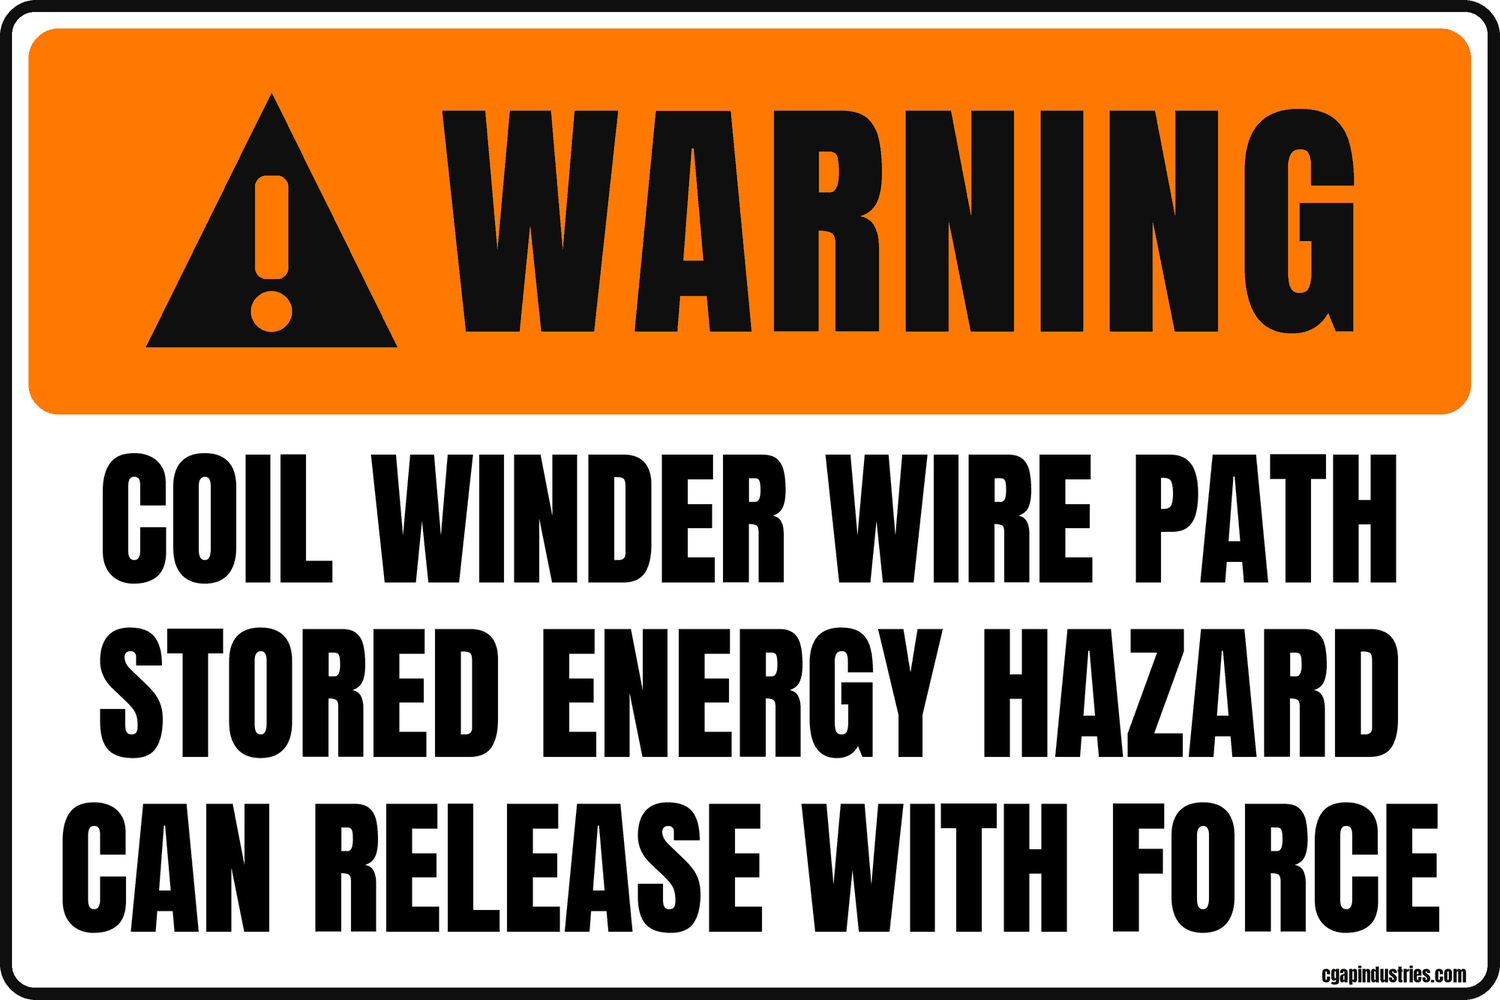 WARNING
COIL WINDER WIRE PATH
STORED ENERGY HAZARD
CAN RELEASE WITH FORCE
cgapindustries.com